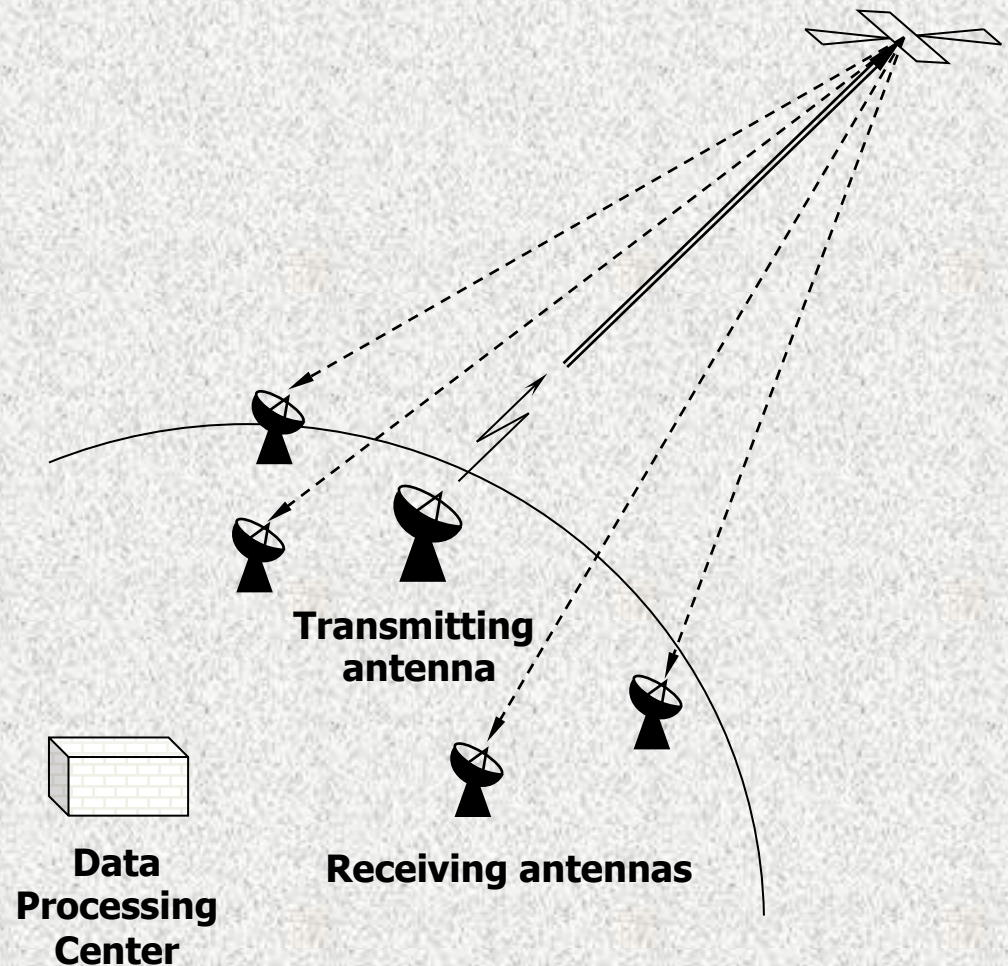 Transmitting
antenna
Receiving antennas
Data
Processing
Center